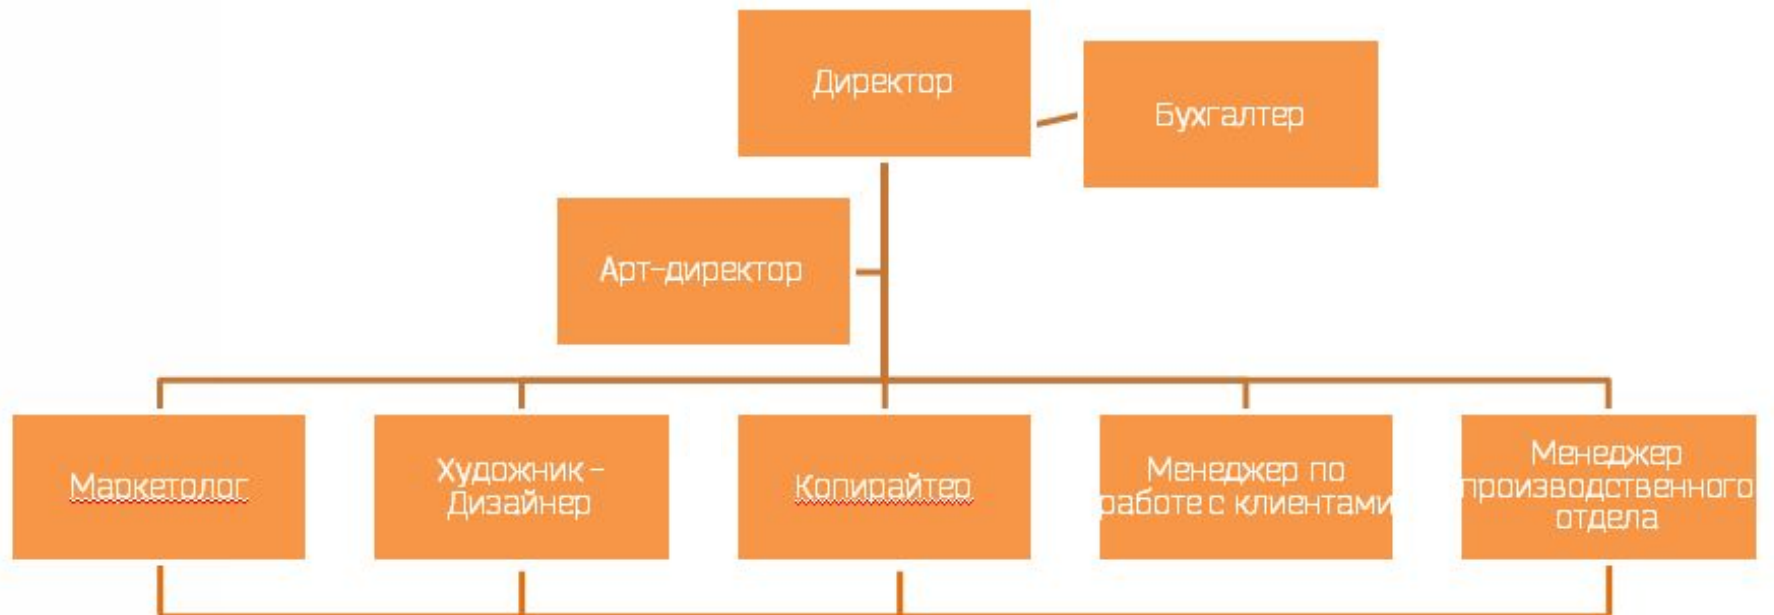 Директор
Бухгалтер
Арт-директор
Маркетолог
Художник -
Дизайнер
Копирайтер
Менеджер по
работе с клиентами
Менеджер
производственного
отдела